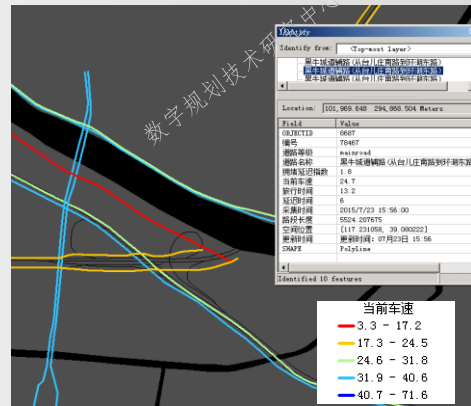 数字规划技术研究中心
Identify
Identify from: <Top-most layer>
黑牛城道辅路(从台儿庄南路到环湖东路)
黑牛城道辅路(从台儿庄南路到环湖东路)
黑牛城道辅路(从台儿庄南路到环湖东路)
Location: 101,969.648 294,868.504 Meters
Field Value
OBJECTID 8687
编号 78467
道路等级 mainroad
道路名称 黑牛城道辅路(从台儿庄南路到环湖东路
拥堵延迟指数 1.8
当前车速 24.7
旅行时间 13.2
延迟时间 6
采集时间 2015/7/23 15:56:00
路段长度 5524.207675
空间位置 [117.231058, 39.080222]
更新时间 更新时间: 07月23日 15:56
SHAPE Polyline
Identified 10 features
当前车速
3.3 - 17.2
17.3 - 24.5
24.6 - 31.8
31.9 - 40.6
40.7 - 71.6